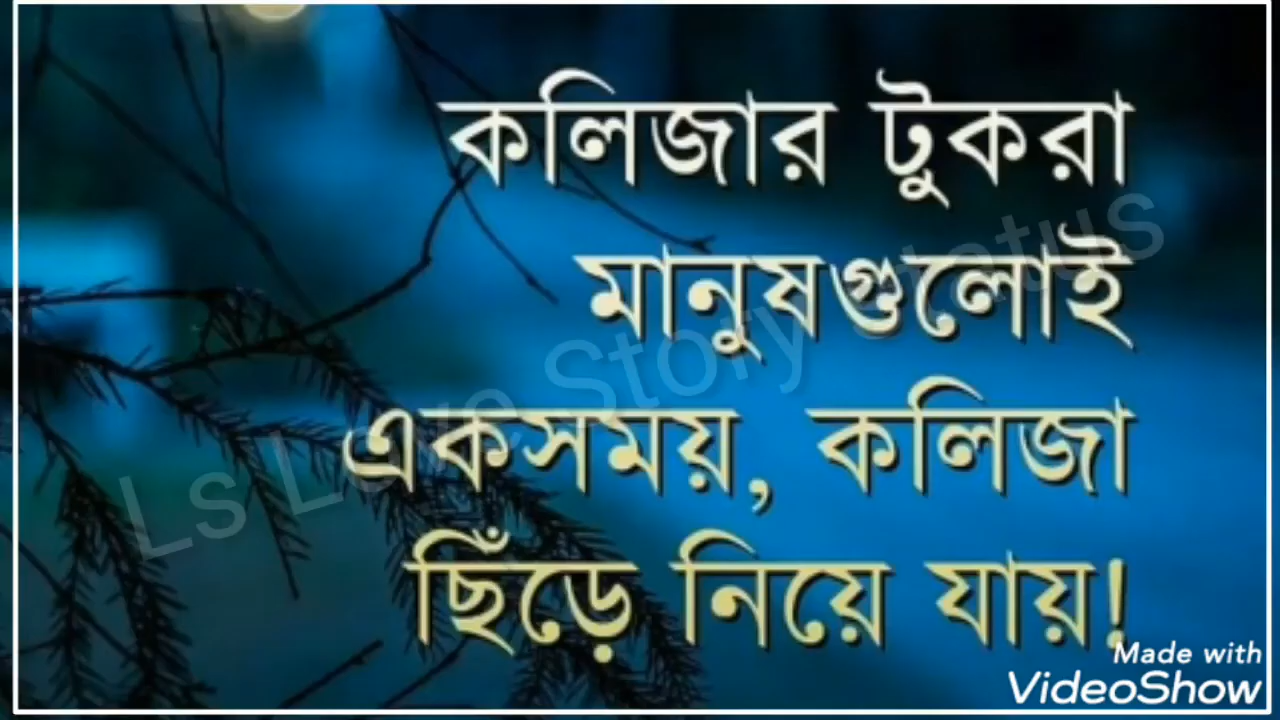 কলিজার টুকরা
মানুষগুলোই
একসময়, কলিজা
ছিঁড়ে নিয়ে যায়!
Ls Love Story Status
Made with
VideoShow